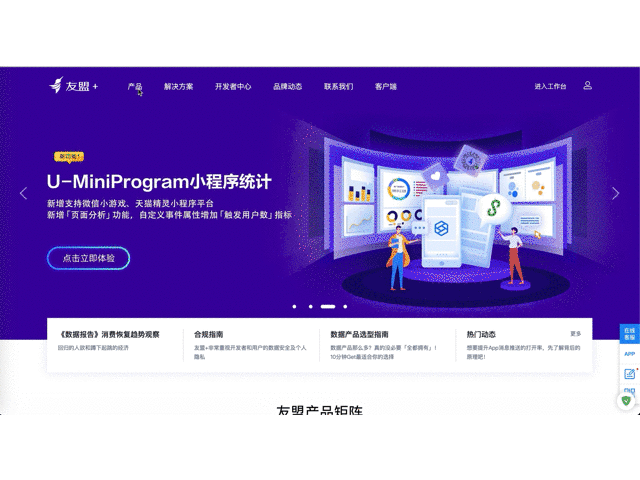 友盟+
产品
解决方案
开发者中心
品牌动态
联系我们
客户端
进入工作台
新功能!
U-MiniProgram小程序统计
新增支持微信小游戏、天猫精灵小程序平台
新增「页面分析」功能，自定义事件属性增加「触发用户数」指标
点击立即体验
《数据报告》消费恢复趋势观察
回归的人欲和蹲下起跳的经济
合规指南
友盟+非常重视开发者和用户的数据安全及个人
隐私
数据产品选型指南
数据产品那么多？真的没必要「全都拥有」！
10分钟Get最适合你的选择
热门动态
更多
想要提升App消息推送的打开率，先了解背后的
原理吧！
在线
客服
APP
友盟产品矩阵